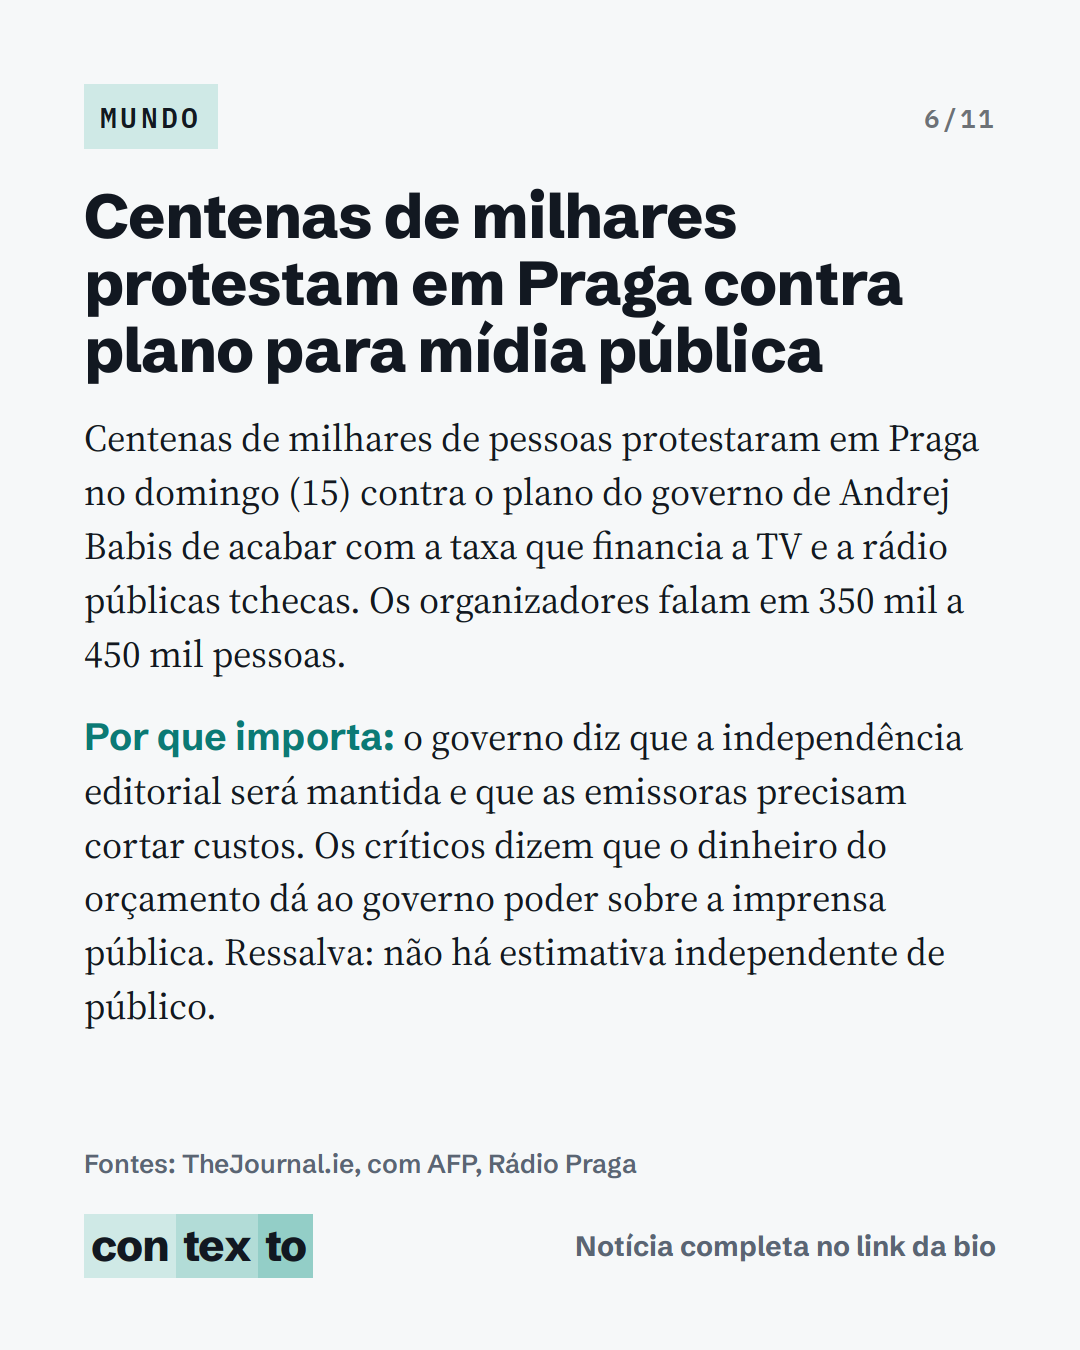 MUNDO
6/11
Centenas de milhares
protestam em Praga contra
plano para mídia pública
Centenas de milhares de pessoas protestaram em Praga
no domingo (15) contra o plano do governo de Andrej
Babis de acabar com a taxa que financia a TV e a rádio
públicas tchecas. Os organizadores falam em 350 mil a
450 mil pessoas.
Por que importa: o governo diz que a independência
editorial será mantida e que as emissoras precisam
cortar custos. Os críticos dizem que o dinheiro do
orçamento dá ao governo poder sobre a imprensa
pública. Ressalva: não há estimativa independente de
público.
Fontes: TheJournal.ie, com AFP, Rádio Praga
con tex to
Notícia completa no link da bio